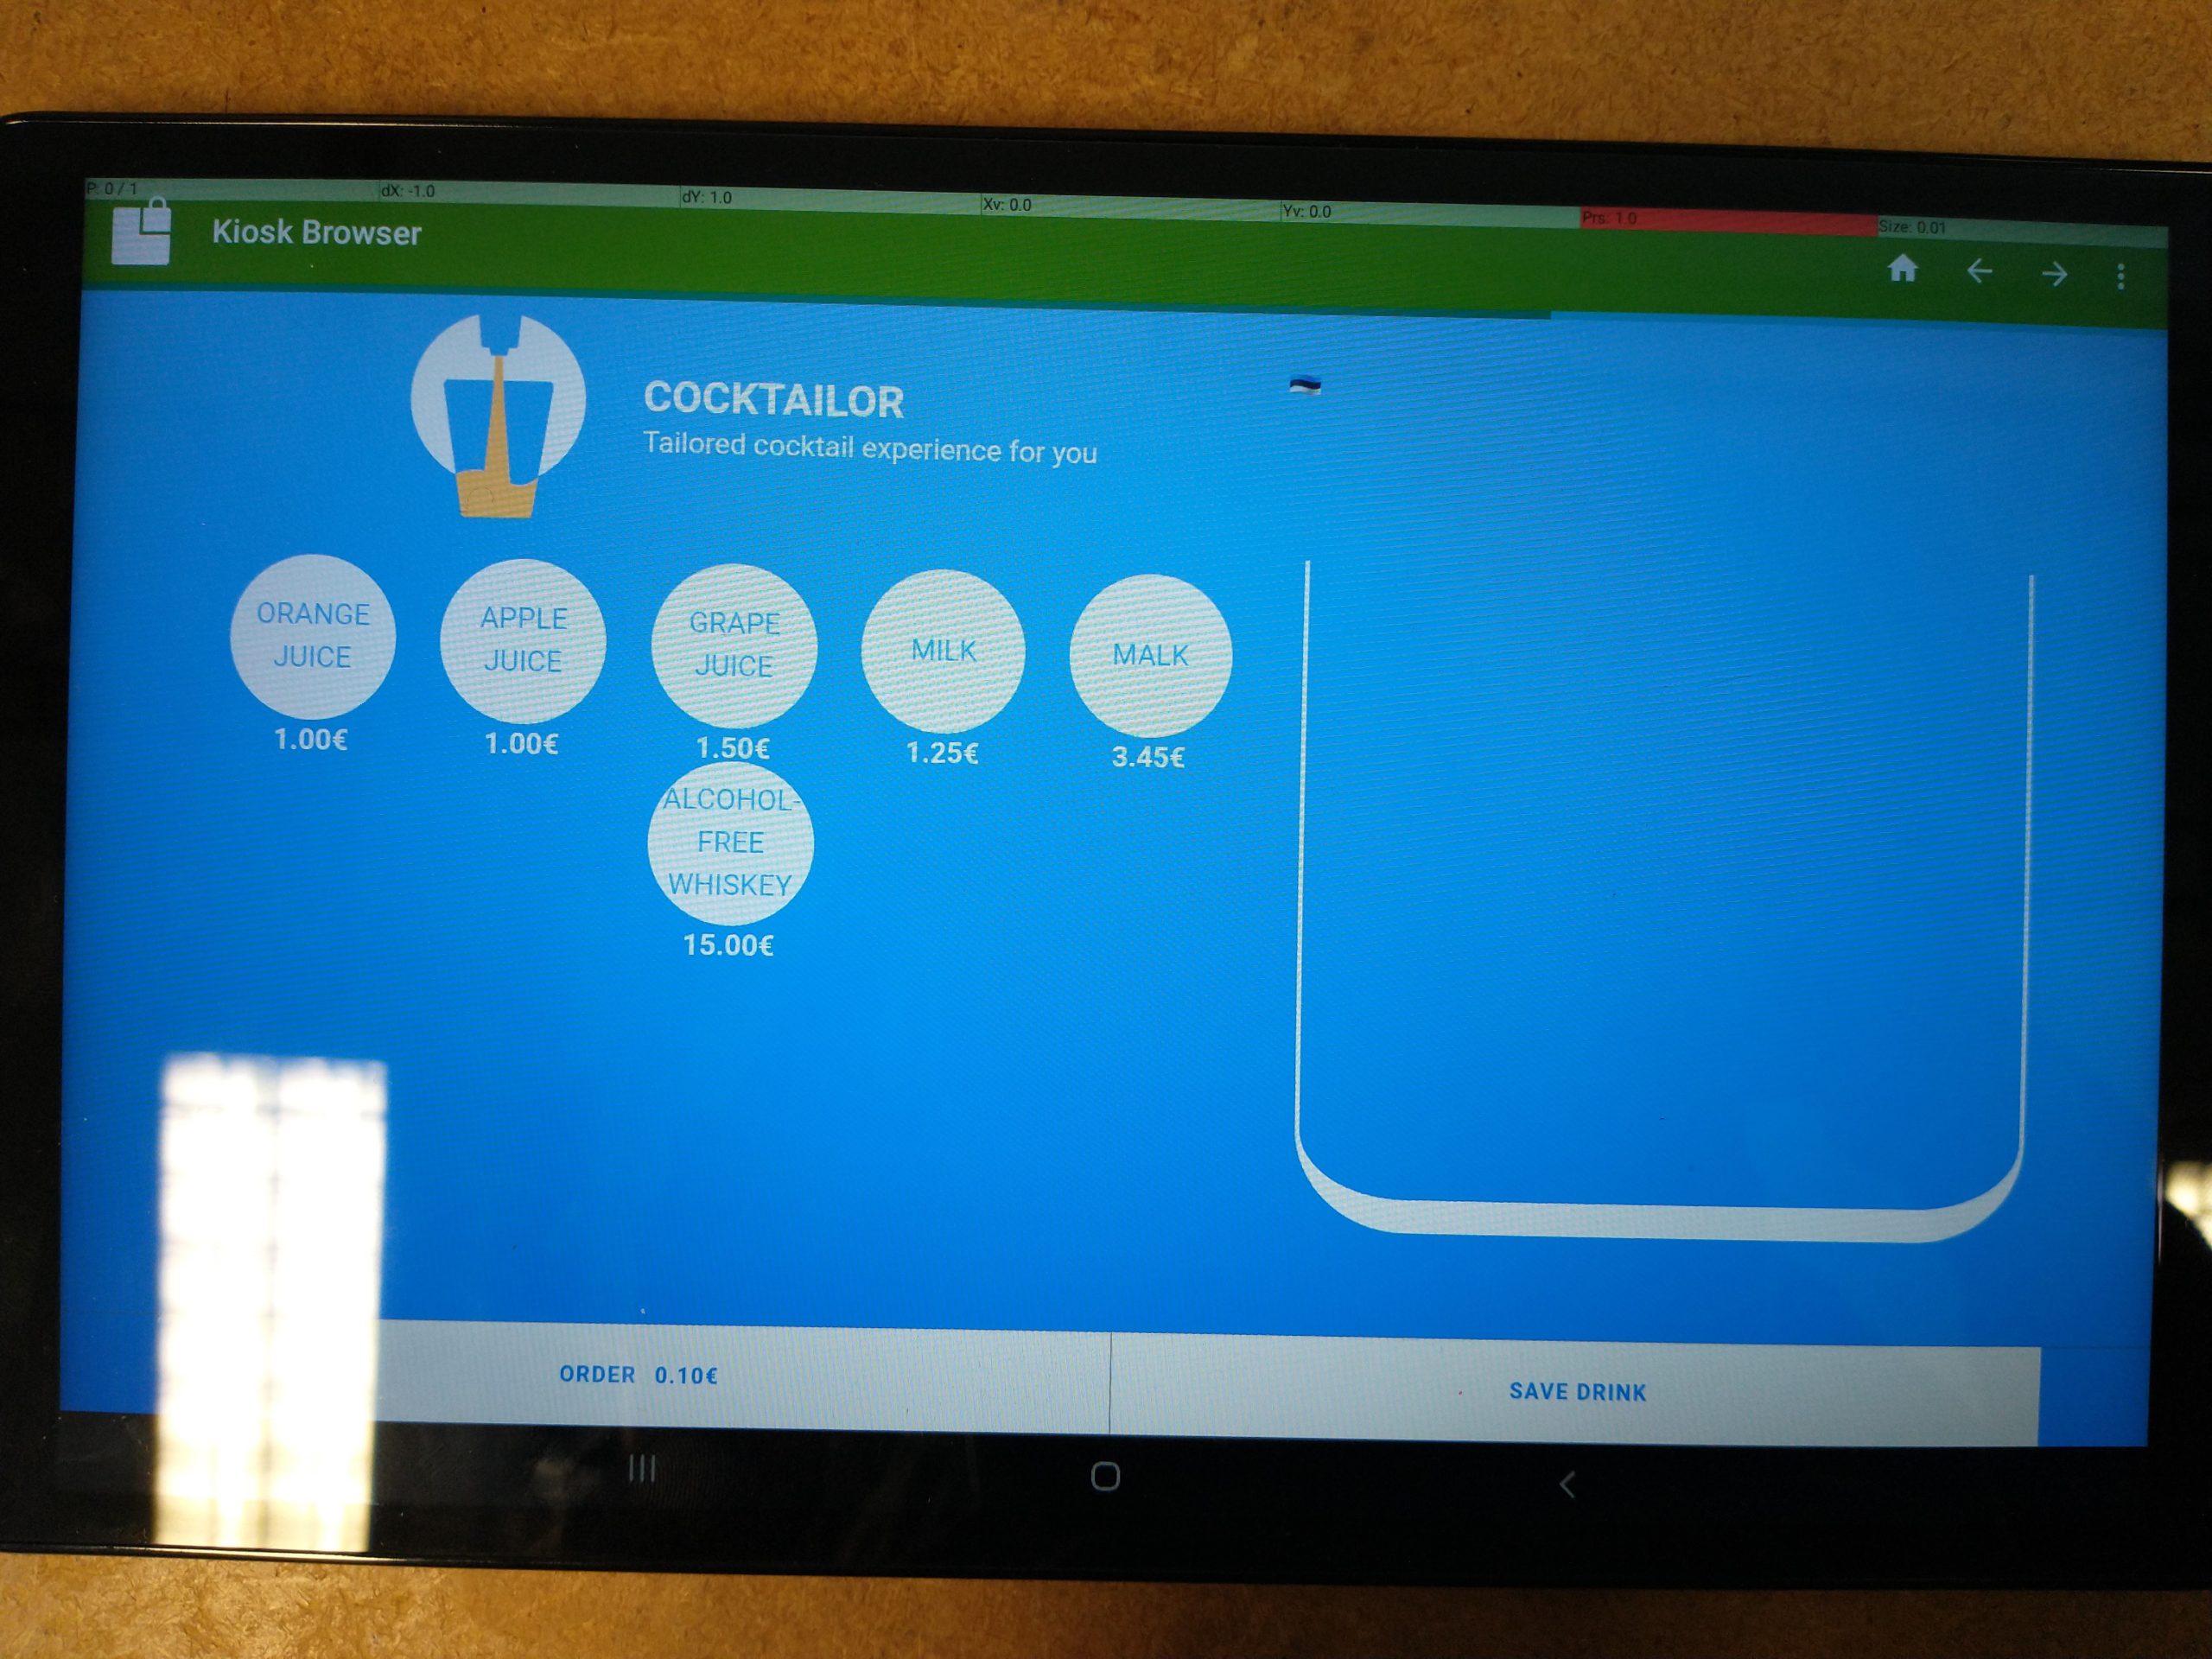 P: 0 / 1
dX: -1.0
dY: 1.0
Xv: 0.0
Yv: 0.0
Prs: 1.0
Size: 0.01
Kiosk Browser
COCKTAILOR
Tailored cocktail experience for you
ORANGE
JUICE
1.00€
APPLE
JUICE
1.00€
GRAPE
JUICE
1.50€
MILK
1.25€
MALK
3.45€
ALCOHOL-
FREE
WHISKEY
15.00€
ORDER 0.10€
SAVE DRINK